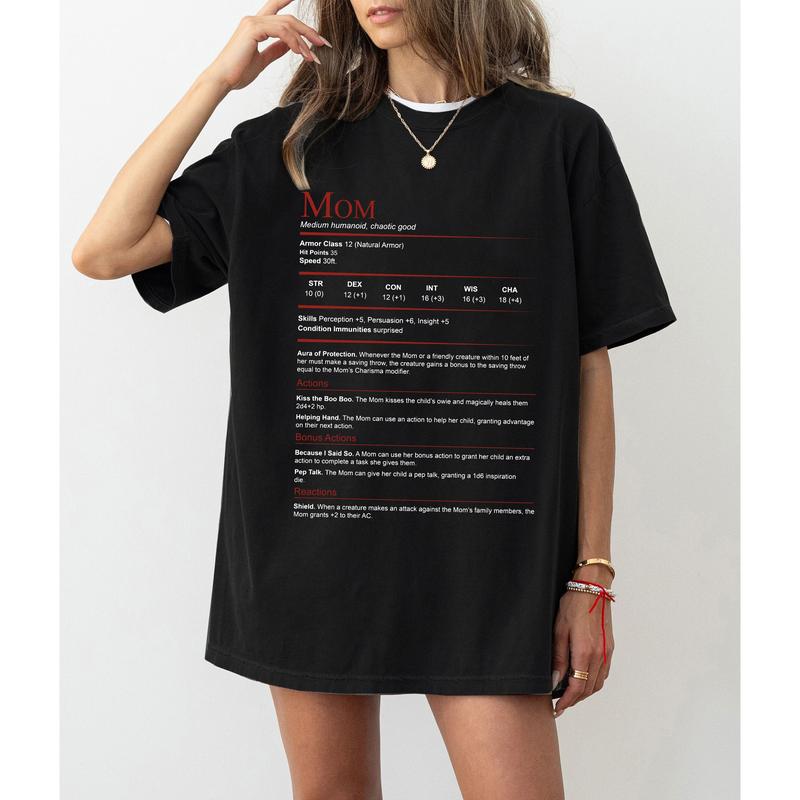 Mom
Medium humanoid, chaotic good
Armor Class 12 (Natural Armor)
Hit Points 35
Speed 30ft.
STR DEX CON INT WIS CHA
10 (0) 12 (+1) 12 (+1) 16 (+3) 16 (+3) 18 (+4)
Skills Perception +5, Persuasion +6, Insight +5
Condition Immunities surprised
Aura of Protection. Whenever the Mom or a friendly creature within 10 feet of
her must make a saving throw, the creature gains a bonus to the saving throw
equal to the Mom's Charisma modifier.
Actions
Kiss the Boo Boo. The Mom kisses the child's owie and magically heals them
2d4+2 hp.
Helping Hand. The Mom can use an action to help her child, granting advantage
on their next action.
Bonus Actions
Because I Said So. A Mom can use her bonus action to grant her child an extra
action to complete a task she gives them.
Pep Talk. The Mom can give her child a pep talk, granting a 1d6 inspiration
die.
Reactions
Shield. When a creature makes an attack against the Mom's family members, the
Mom grants +2 to their AC.